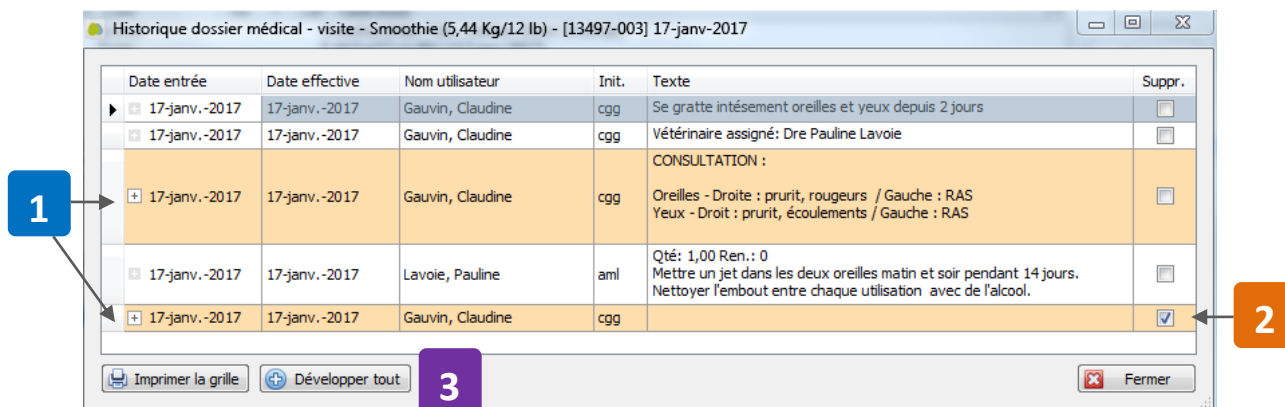 Historique dossier médical - visite - Smoothie (5,44 Kg/12 lb) - [13497-003] 17-janv-2017
Date entrée Date effective Nom utilisateur Init. Texte Suppr.
17-janv.-2017 17-janv.-2017 Gauvin, Claudine cgg Se gratte intésement oreilles et yeux depuis 2 jours
17-janv.-2017 17-janv.-2017 Gauvin, Claudine cgg Vétérinaire assigné: Dre Pauline Lavoie
CONSULTATION :
1 17-janv.-2017 17-janv.-2017 Gauvin, Claudine cgg Oreilles - Droite : prurit, rougeurs / Gauche : RAS
Yeux - Droit : prurit, écoulements / Gauche : RAS
Qté: 1,00 Ren.: 0
17-janv.-2017 17-janv.-2017 Lavoie, Pauline aml Mettre un jet dans les deux oreilles matin et soir pendant 14 jours.
Nettoyer l'embout entre chaque utilisation avec de l'alcool.
17-janv.-2017 17-janv.-2017 Gauvin, Claudine cgg 2
Imprimer la grille Développer tout 3 Fermer